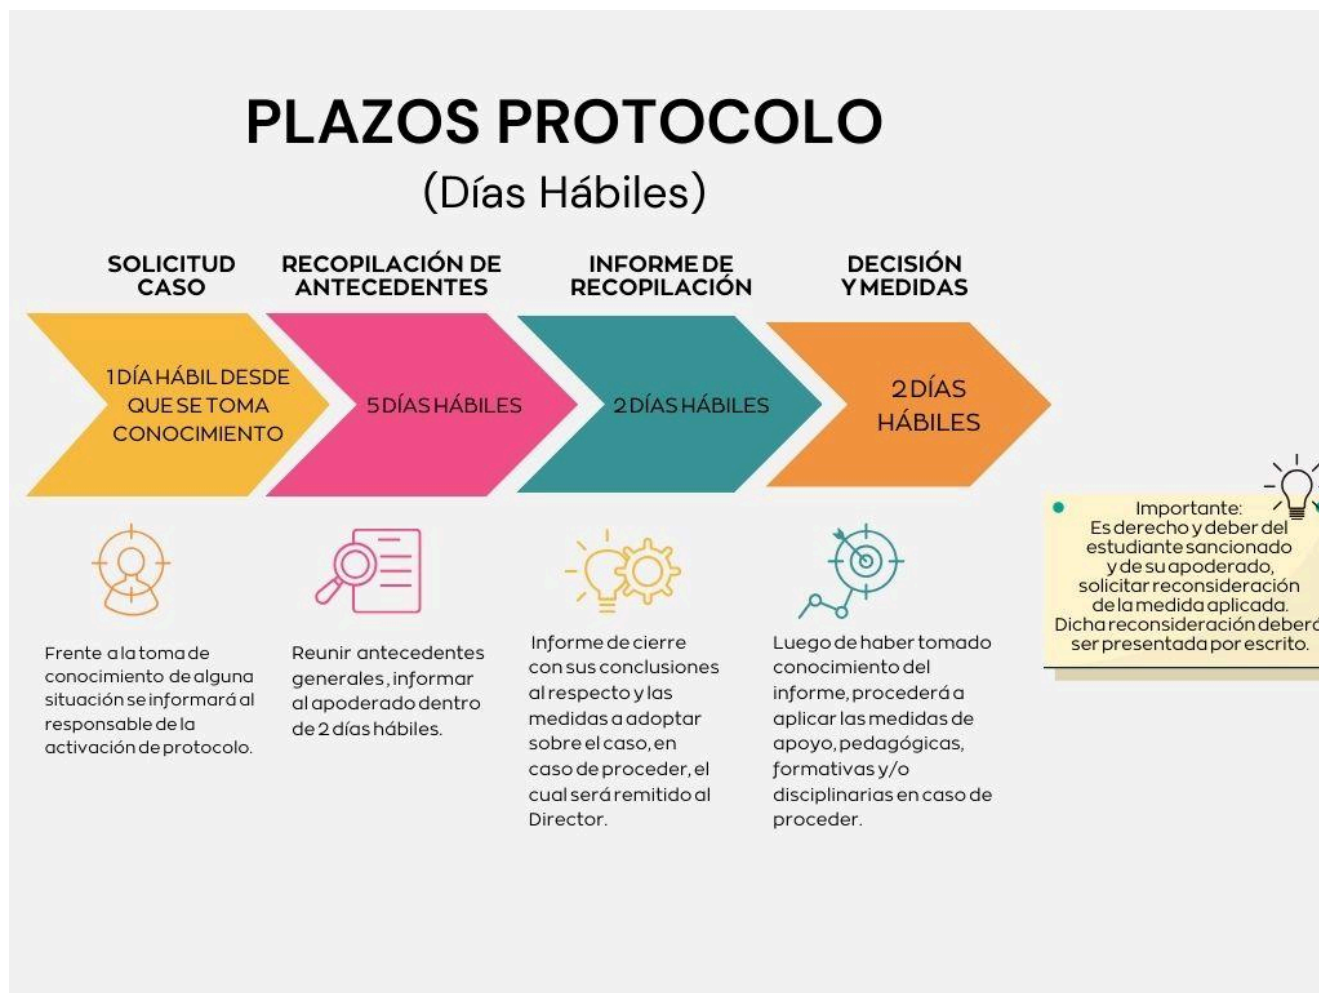 PLAZOS PROTOCOLO
(Días Hábiles)
SOLICITUD
CASO
1 DÍA HÁBIL DESDE
QUE SE TOMA
CONOCIMIENTO
Frente a la toma de
conocimiento de alguna
situación se informará al
responsable de la
activación de protocolo.
RECOPILACIÓN DE
ANTECEDENTES
5 DÍAS HÁBILES
Reunir antecedentes
generales, informar
al apoderado dentro
de 2 días hábiles.
INFORME DE
RECOPILACIÓN
2 DÍAS HÁBILES
Informe de cierre
con sus conclusiones
al respecto y las
medidas a adoptar
sobre el caso, en
caso de proceder, el
cual será remitido al
Director.
DECISIÓN
Y MEDIDAS
2 DÍAS
HÁBILES
Luego de haber tomado
conocimiento del
informe, procederá a
aplicar las medidas de
apoyo, pedagógicas,
formativas y/o
disciplinarias en caso de
proceder.
Importante:
Es derecho y deber del
estudiante sancionado
y de su apoderado,
solicitar reconsideración
de la medida aplicada.
Dicha reconsideración deberá
ser presentada por escrito.